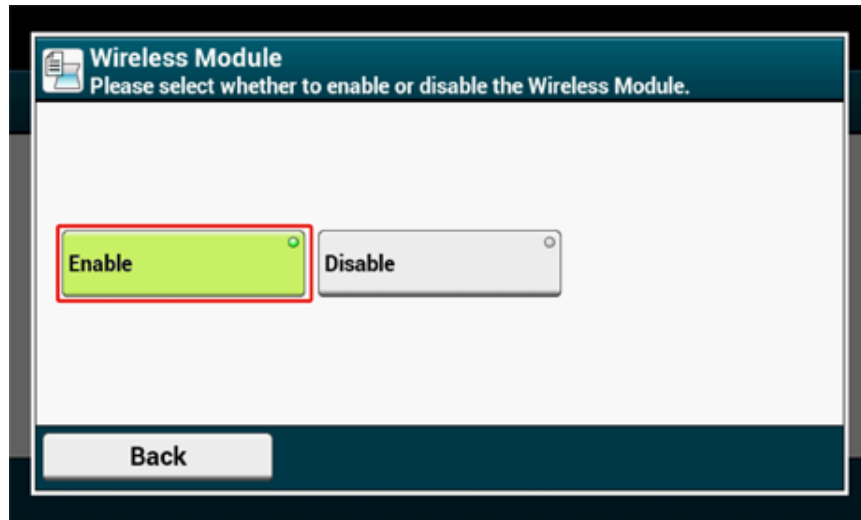 Wireless Module
Please select whether to enable or disable the Wireless Module.
Enable
Disable
Back